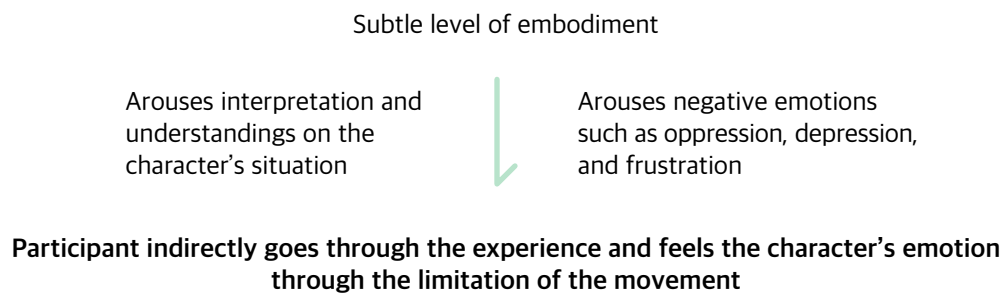 Subtle level of embodiment
Arouses interpretation and
understandings on the
character’s situation
Arouses negative emotions
such as oppression, depression,
and frustration
Participant indirectly goes through the experience and feels the character’s emotion
through the limitation of the movement